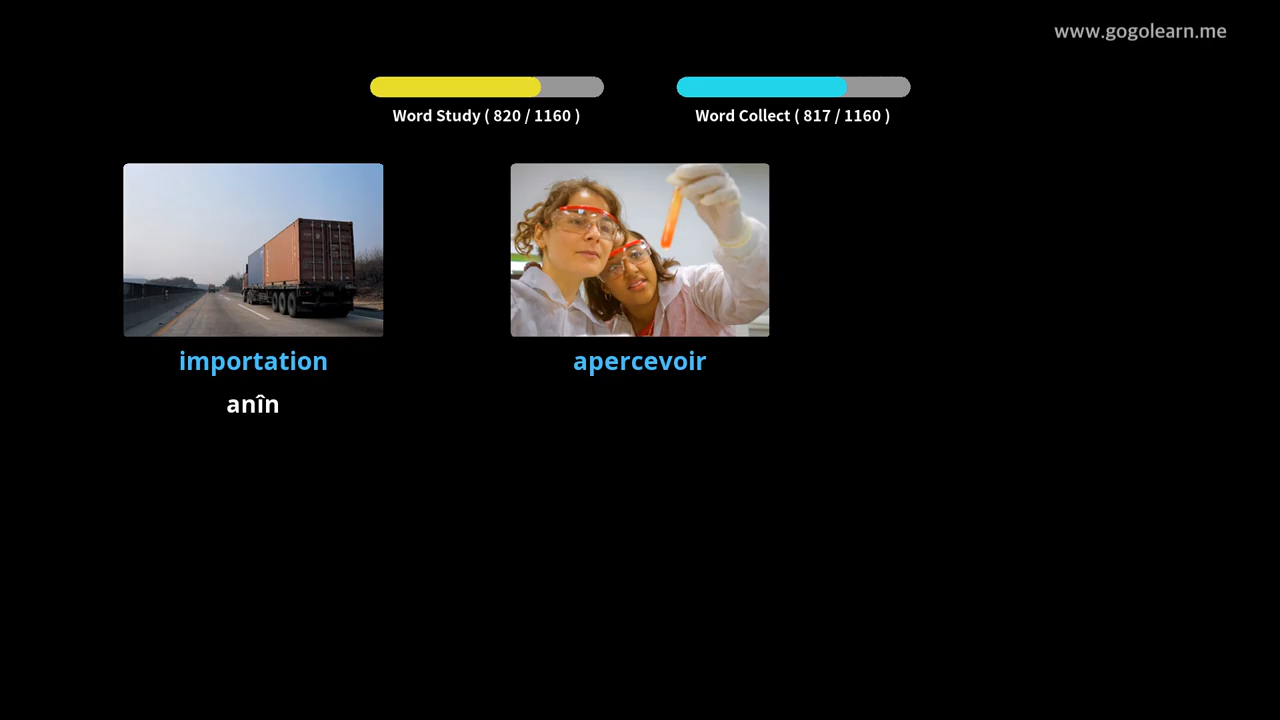 www.gogolearn.me
Word Study ( 820 / 1160 )
Word Collect ( 817 / 1160 )
importation
apercevoir
anîn